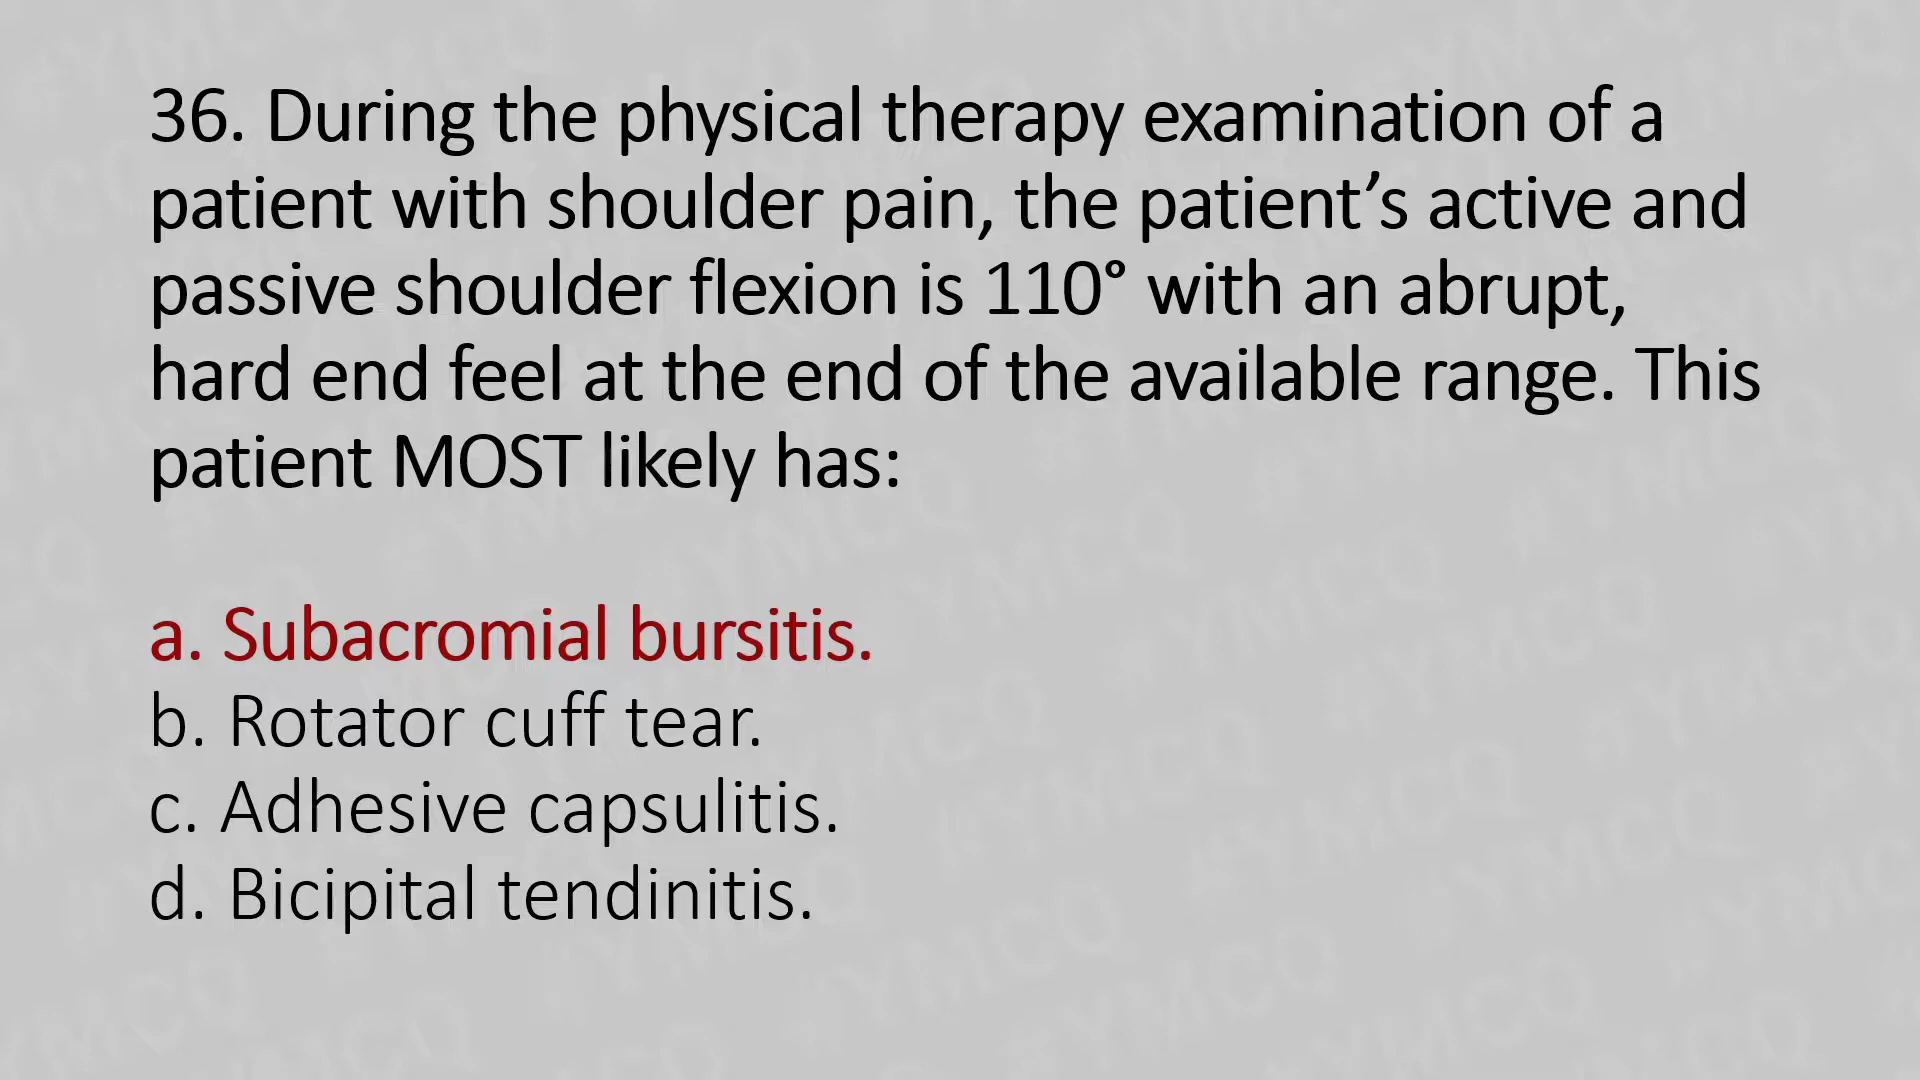 36. During the physical therapy examination of a
patient with shoulder pain, the patient’s active and
passive shoulder flexion is 110° with an abrupt,
hard end feel at the end of the available range. This
patient MOST likely has:
a. Subacromial bursitis.
b. Rotator cuff tear.
c. Adhesive capsulitis.
d. Bicipital tendinitis.